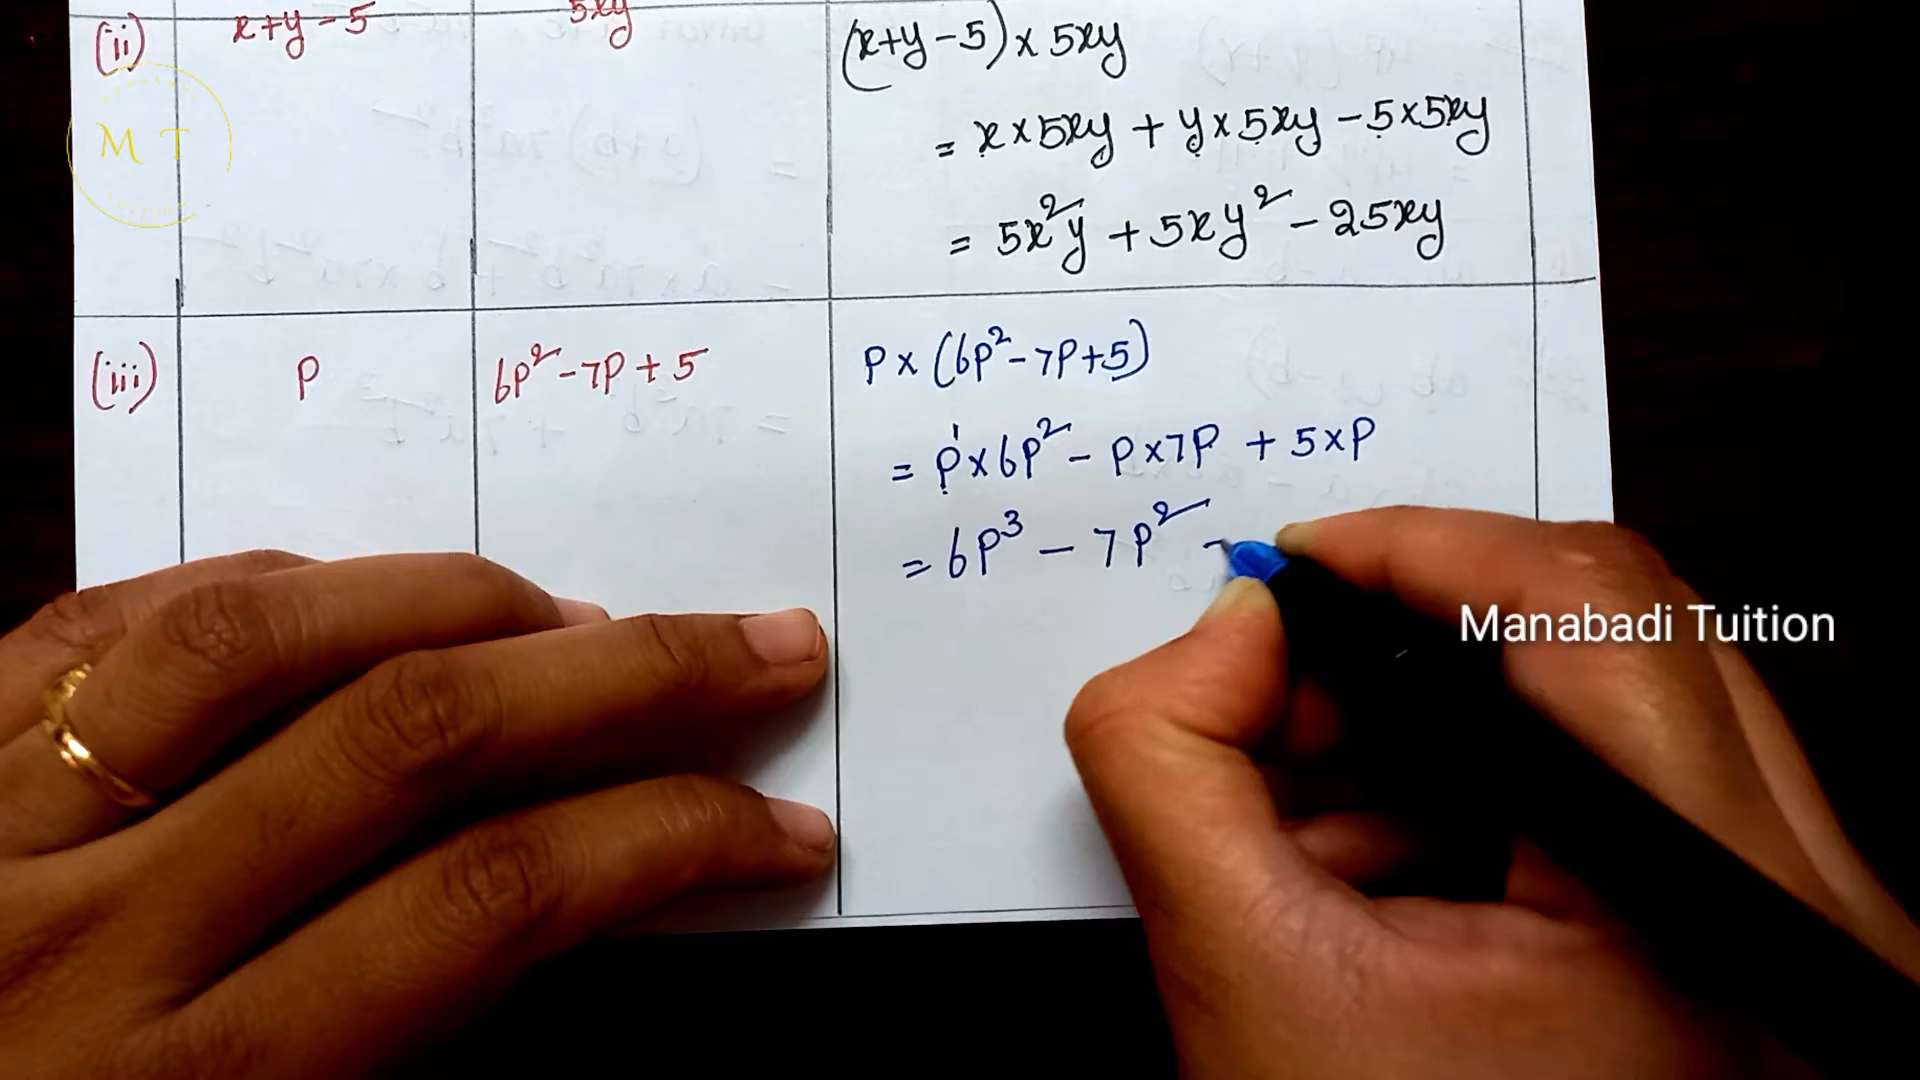 (ii) x+y-5 5xy (x+y-5) × 5xy
= x×5xy + y×5xy - 5×5xy
= 5x²y + 5xy² - 25xy
M T
(iii) P 6P²-7P+5 P × (6P²-7P+5)
= P¹×6P² - P×7P + 5×P
= 6P³ - 7P² -
Manabadi Tuition